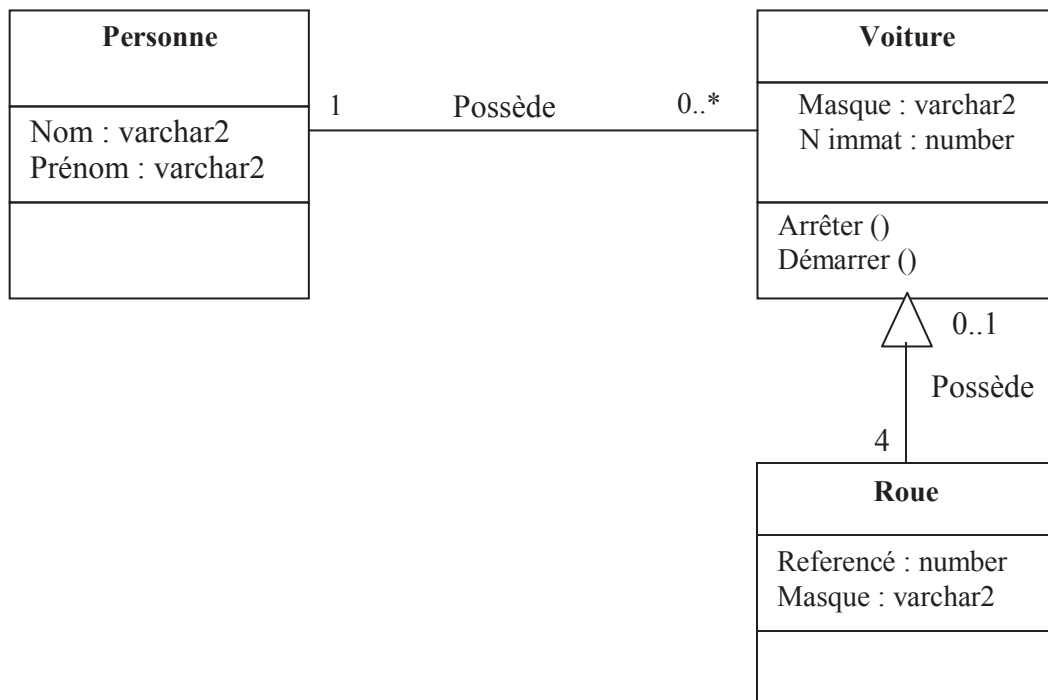 Personne
Nom : varchar2
Prénom : varchar2
1
Possède
0..*
Voiture
Masque : varchar2
N immat : number
Arrêter ()
Démarrer ()
0..1
Possède
4
Roue
Referencé : number
Masque : varchar2